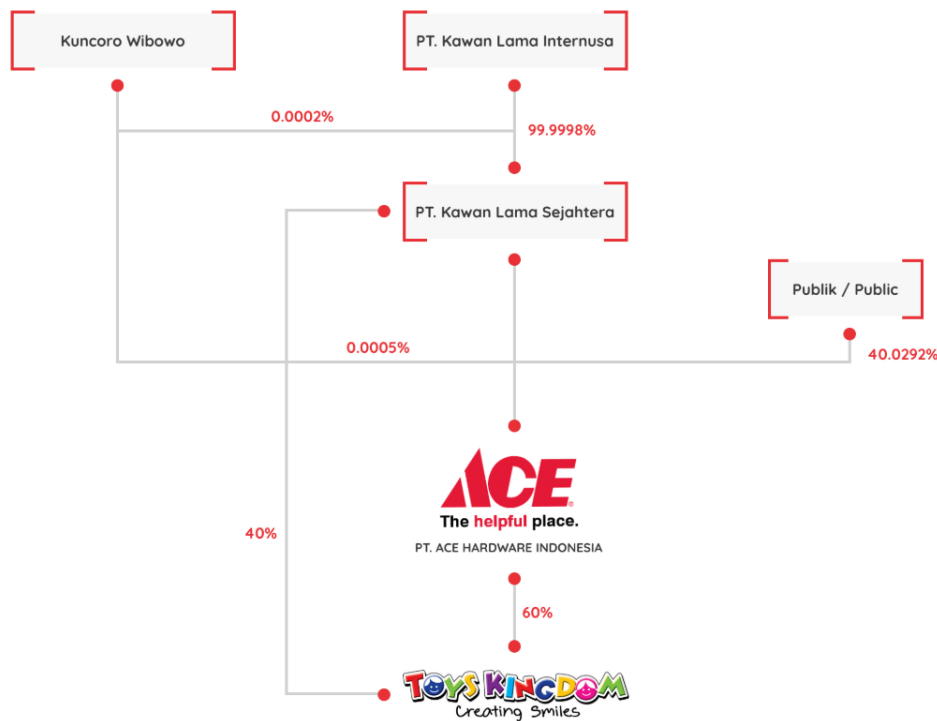 Kuncoro Wibowo
PT. Kawan Lama Internusa
0.0002%
99.9998%
PT. Kawan Lama Sejahtera
Publik / Public
0.0005%
40.0292%
ACE
The helpful place.
40%
PT. ACE HARDWARE INDONESIA
60%
TOYS KINGDOM
Creating Smiles